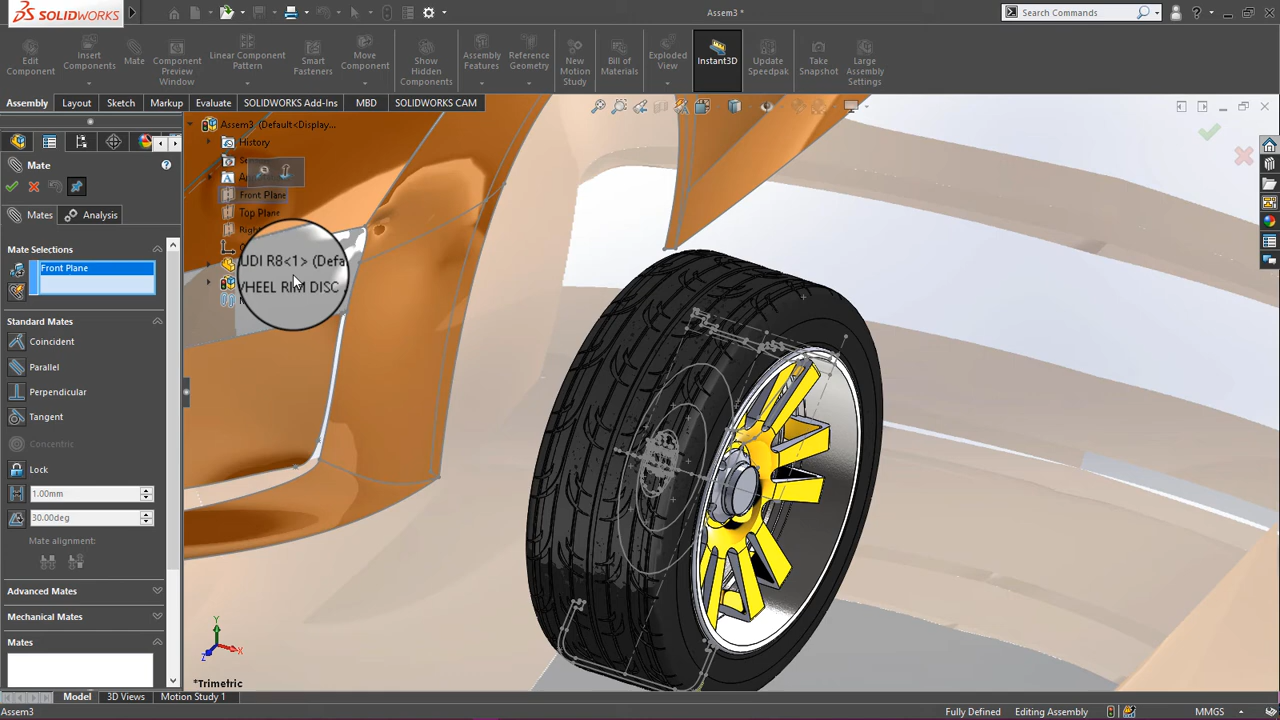 SOLIDWORKS
Assem3 *
Search Commands
Edit Component
Insert Components
Mate
Component Preview Window
Linear Component Pattern
Smart Fasteners
Move Component
Show Hidden Components
Assembly Features
Reference Geometry
New Motion Study
Bill of Materials
Exploded View
Instant3D
Update Speedpak
Take Snapshot
Large Assembly Settings
Assembly
Layout
Sketch
Markup
Evaluate
SOLIDWORKS Add-Ins
MBD
SOLIDWORKS CAM
Assem3 (Default<Display...
History
Front Plane
Top Plane
UDI R8<1> (Defa
WHEEL RIM DISC
Mate
Mates
Analysis
Mate Selections
Front Plane
Standard Mates
Coincident
Parallel
Perpendicular
Tangent
Concentric
Lock
1.00mm
30.00deg
Mate alignment:
Advanced Mates
Mechanical Mates
Mates
Y
X
Z
*Trimetric
Model
3D Views
Motion Study 1
Assem3
Fully Defined
Editing Assembly
MMGS